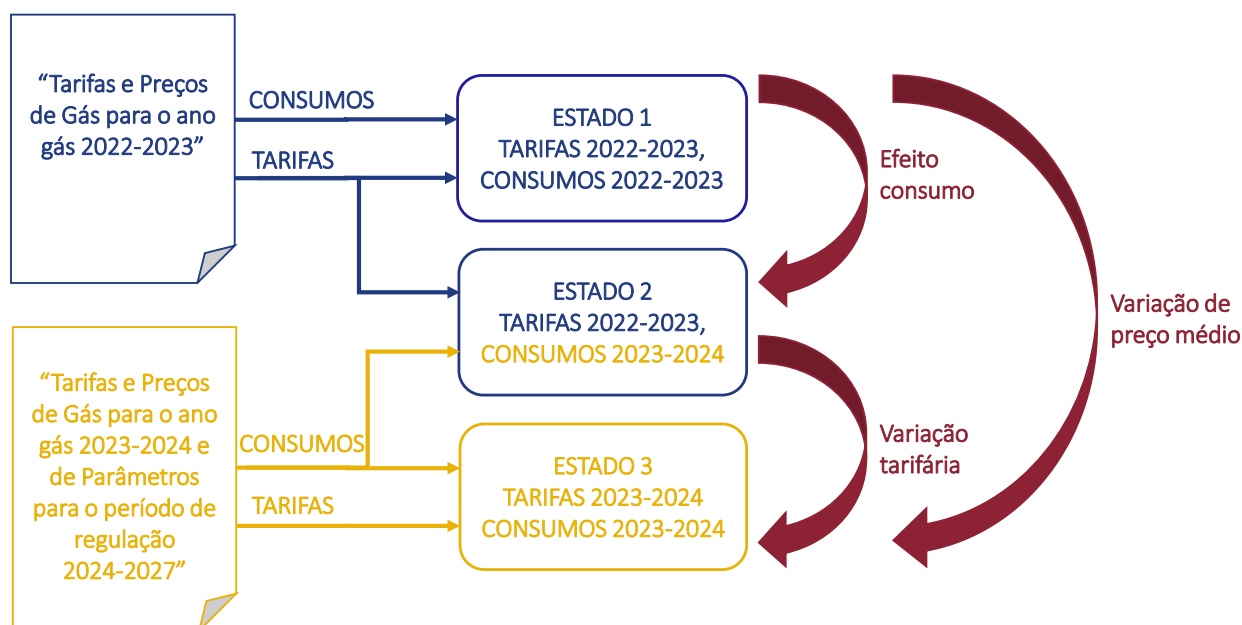 “Tarifas e Preços
de Gás para o ano
gás 2022-2023”
CONSUMOS
TARIFAS
ESTADO 1
TARIFAS 2022-2023,
CONSUMOS 2022-2023
Efeito
consumo
ESTADO 2
TARIFAS 2022-2023,
CONSUMOS 2023-2024
Variação de
preço médio
“Tarifas e Preços
de Gás para o ano
gás 2023-2024 e
de Parâmetros
para o período de
regulação
2024-2027”
CONSUMOS
TARIFAS
ESTADO 3
TARIFAS 2023-2024
CONSUMOS 2023-2024
Variação
tarifária